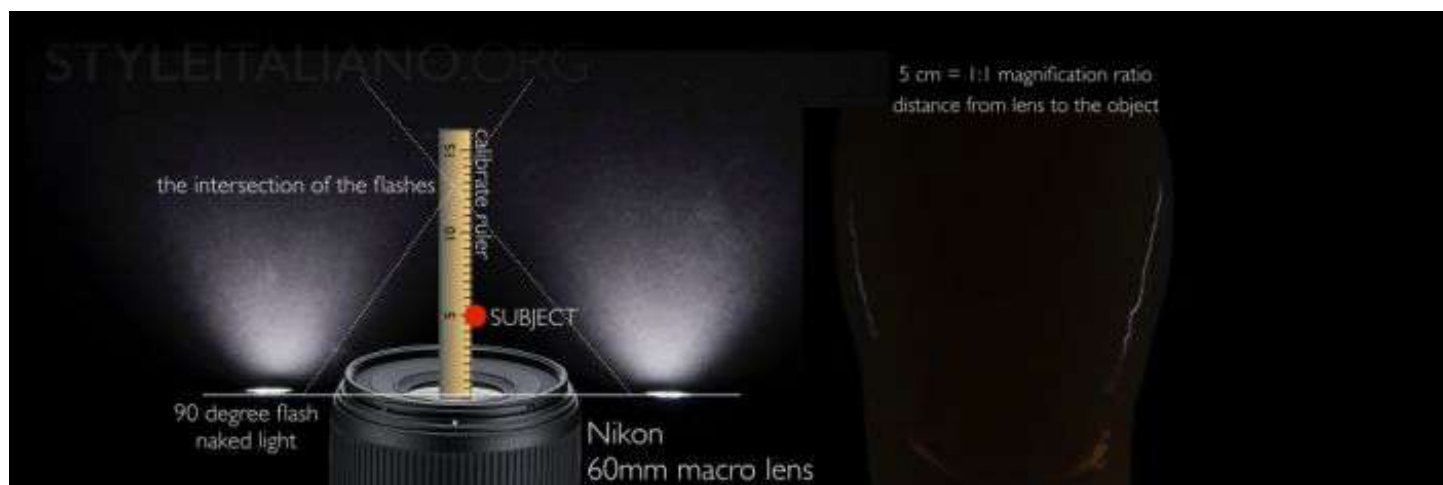 STYLEITALIANO.ORG
5 cm = 1:1 magnification ratio
distance from lens to the object
the intersection of the flashes
calibrate ruler
15
10
5
SUBJECT
90 degree flash
naked light
Nikon
60mm macro lens